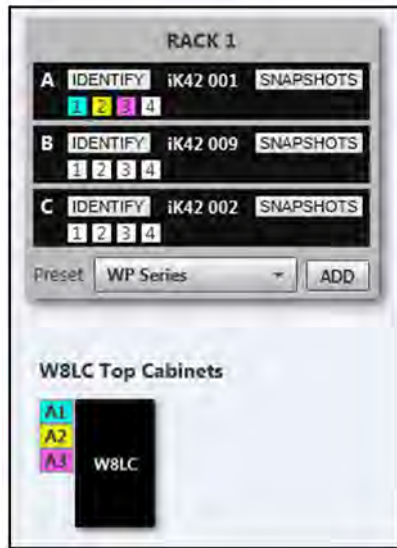 RACK 1
A IDENTIFY iK42 001 SNAPSHOTS
1 2 3 4
B IDENTIFY iK42 009 SNAPSHOTS
1 2 3 4
C IDENTIFY iK42 002 SNAPSHOTS
1 2 3 4
Preset WP Series ADD
W8LC Top Cabinets
A1
A2
A3 W8LC